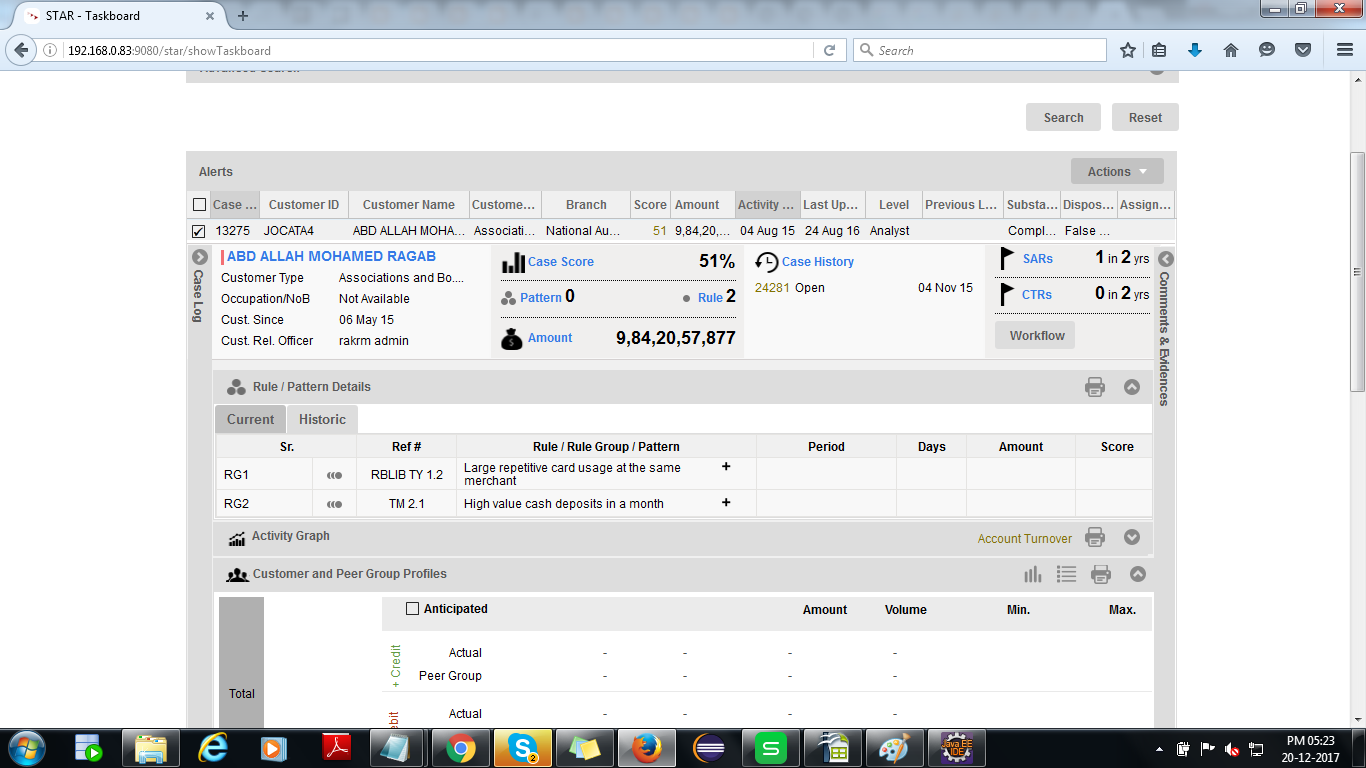 STAR - Taskboard
192.168.0.83:9080/star/showTaskboard
Search
Advanced Search
Search Reset
Alerts Actions
Case ... Customer ID Customer Name Custome... Branch Score Amount Activity ... Last Up... Level Previous L... Substa... Dispos... Assign...
13275 JOCATA4 ABD ALLAH MOHA... Associati... National Au... 51 9,84,20,... 04 Aug 15 24 Aug 16 Analyst Compl... False ...
Case Log
ABD ALLAH MOHAMED RAGAB
Customer Type Associations and Bo....
Occupation/NoB Not Available
Cust. Since 06 May 15
Cust. Rel. Officer rakrm admin
Case Score 51%
Pattern 0 Rule 2
Amount 9,84,20,57,877
Case History
24281 Open 04 Nov 15
SARs 1 in 2 yrs
CTRs 0 in 2 yrs
Workflow
Comments & Evidences
Rule / Pattern Details
Current Historic
Sr. Ref # Rule / Rule Group / Pattern Period Days Amount Score
RG1 RBLIB TY 1.2 Large repetitive card usage at the same merchant +
RG2 TM 2.1 High value cash deposits in a month +
Activity Graph Account Turnover
Customer and Peer Group Profiles
Anticipated Amount Volume Min. Max.
Total
+ Credit
Actual - - - -
Peer Group - - - -
Actual - - - -
2
Java EE
IDE
PM 05:23
20-12-2017